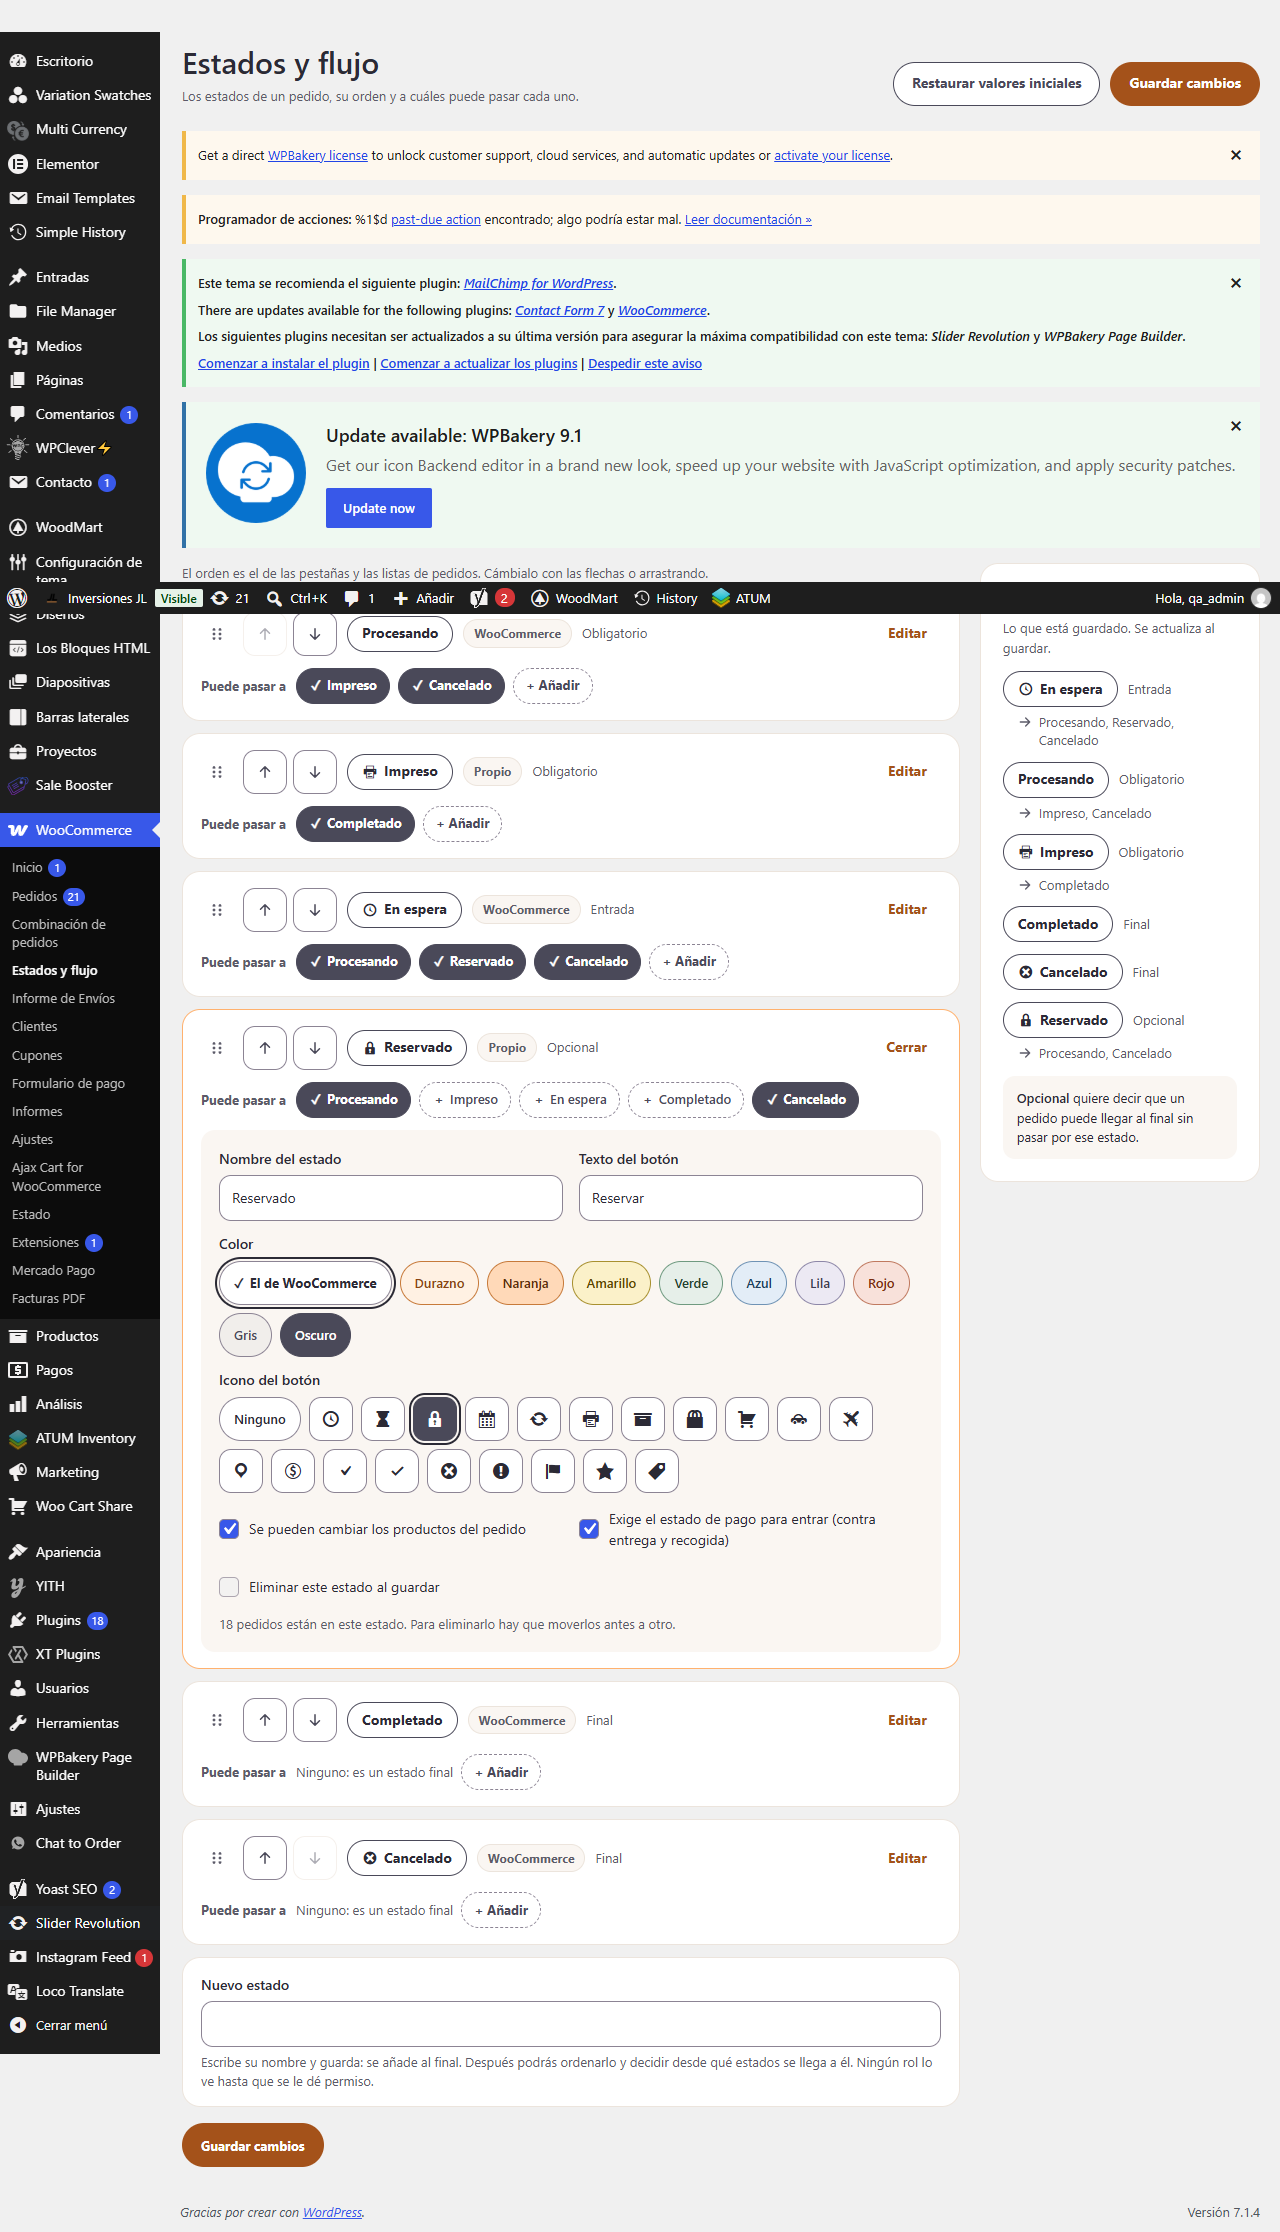 Escritorio
Variation Swatches
Multi Currency
Elementor
Email Templates
Simple History
Entradas
File Manager
Medios
Páginas
Comentarios 1
WPClever
Contacto 1
WoodMart
Configuración de
tema
Estados y flujo
Los estados de un pedido, su orden y a cuáles puede pasar cada uno.
Restaurar valores iniciales
Guardar cambios
Get a direct WPBakery license to unlock customer support, cloud services, and automatic updates or activate your license.
Programador de acciones: %1$d past-due action encontrado; algo podría estar mal. Leer documentación »
Este tema se recomienda el siguiente plugin: MailChimp for WordPress.
There are updates available for the following plugins: Contact Form 7 y WooCommerce.
Los siguientes plugins necesitan ser actualizados a su última versión para asegurar la máxima compatibilidad con este tema: Slider Revolution y WPBakery Page Builder.
Comenzar a instalar el plugin | Comenzar a actualizar los plugins | Despedir este aviso
Update available: WPBakery 9.1
Get our icon Backend editor in a brand new look, speed up your website with JavaScript optimization, and apply security patches.
Update now
El orden es el de las pestañas y las listas de pedidos. Cámbialo con las flechas o arrastrando.
Inversiones JL Visible 21 Ctrl+K 1 Añadir 2 WoodMart History ATUM
Hola, qa_admin
Diseños
Los Bloques HTML
Diapositivas
Barras laterales
Proyectos
Sale Booster
WooCommerce
Inicio 1
Pedidos 21
Combinación de
pedidos
Estados y flujo
Informe de Envíos
Clientes
Cupones
Formulario de pago
Informes
Ajustes
Ajax Cart for
WooCommerce
Estado
Extensiones 1
Mercado Pago
Facturas PDF
Productos
Pagos
Análisis
ATUM Inventory
Marketing
Woo Cart Share
Apariencia
YITH
Plugins 18
XT Plugins
Usuarios
Herramientas
WPBakery Page
Builder
Ajustes
Chat to Order
Yoast SEO 2
Slider Revolution
Instagram Feed 1
Loco Translate
Cerrar menú
Procesando WooCommerce Obligatorio Editar
Puede pasar a ✓ Impreso ✓ Cancelado + Añadir
Impreso Propio Obligatorio Editar
Puede pasar a ✓ Completado + Añadir
En espera WooCommerce Entrada Editar
Puede pasar a ✓ Procesando ✓ Reservado ✓ Cancelado + Añadir
Reservado Propio Opcional Cerrar
Puede pasar a ✓ Procesando + Impreso + En espera + Completado ✓ Cancelado
Nombre del estado
Reservado
Texto del botón
Reservar
Color
✓ El de WooCommerce Durazno Naranja Amarillo Verde Azul Lila Rojo
Gris Oscuro
Icono del botón
Ninguno
Se pueden cambiar los productos del pedido
Exige el estado de pago para entrar (contra
entrega y recogida)
Eliminar este estado al guardar
18 pedidos están en este estado. Para eliminarlo hay que moverlos antes a otro.
Completado WooCommerce Final Editar
Puede pasar a Ninguno: es un estado final + Añadir
Cancelado WooCommerce Final Editar
Puede pasar a Ninguno: es un estado final + Añadir
Nuevo estado
Escribe su nombre y guarda: se añade al final. Después podrás ordenarlo y decidir desde qué estados se llega a él. Ningún rol lo
ve hasta que se le dé permiso.
Guardar cambios
Lo que está guardado. Se actualiza al
guardar.
En espera Entrada
→ Procesando, Reservado,
Cancelado
Procesando Obligatorio
→ Impreso, Cancelado
Impreso Obligatorio
→ Completado
Completado Final
Cancelado Final
Reservado Opcional
→ Procesando, Cancelado
Opcional quiere decir que un
pedido puede llegar al final sin
pasar por ese estado.
Gracias por crear con WordPress.
Versión 7.1.4